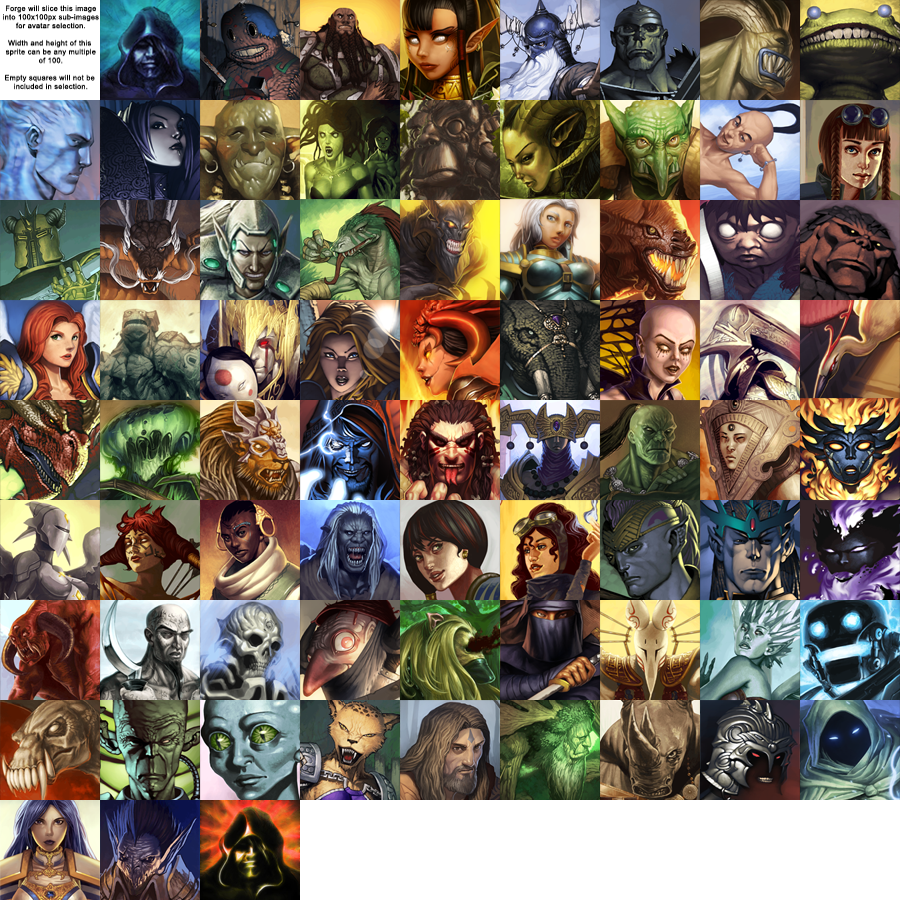 Forge will slice this image
into 100x100px sub-images
for avatar selection.
Width and height of this
sprite can be any multiple
of 100.
Empty squares will not be
included in selection.